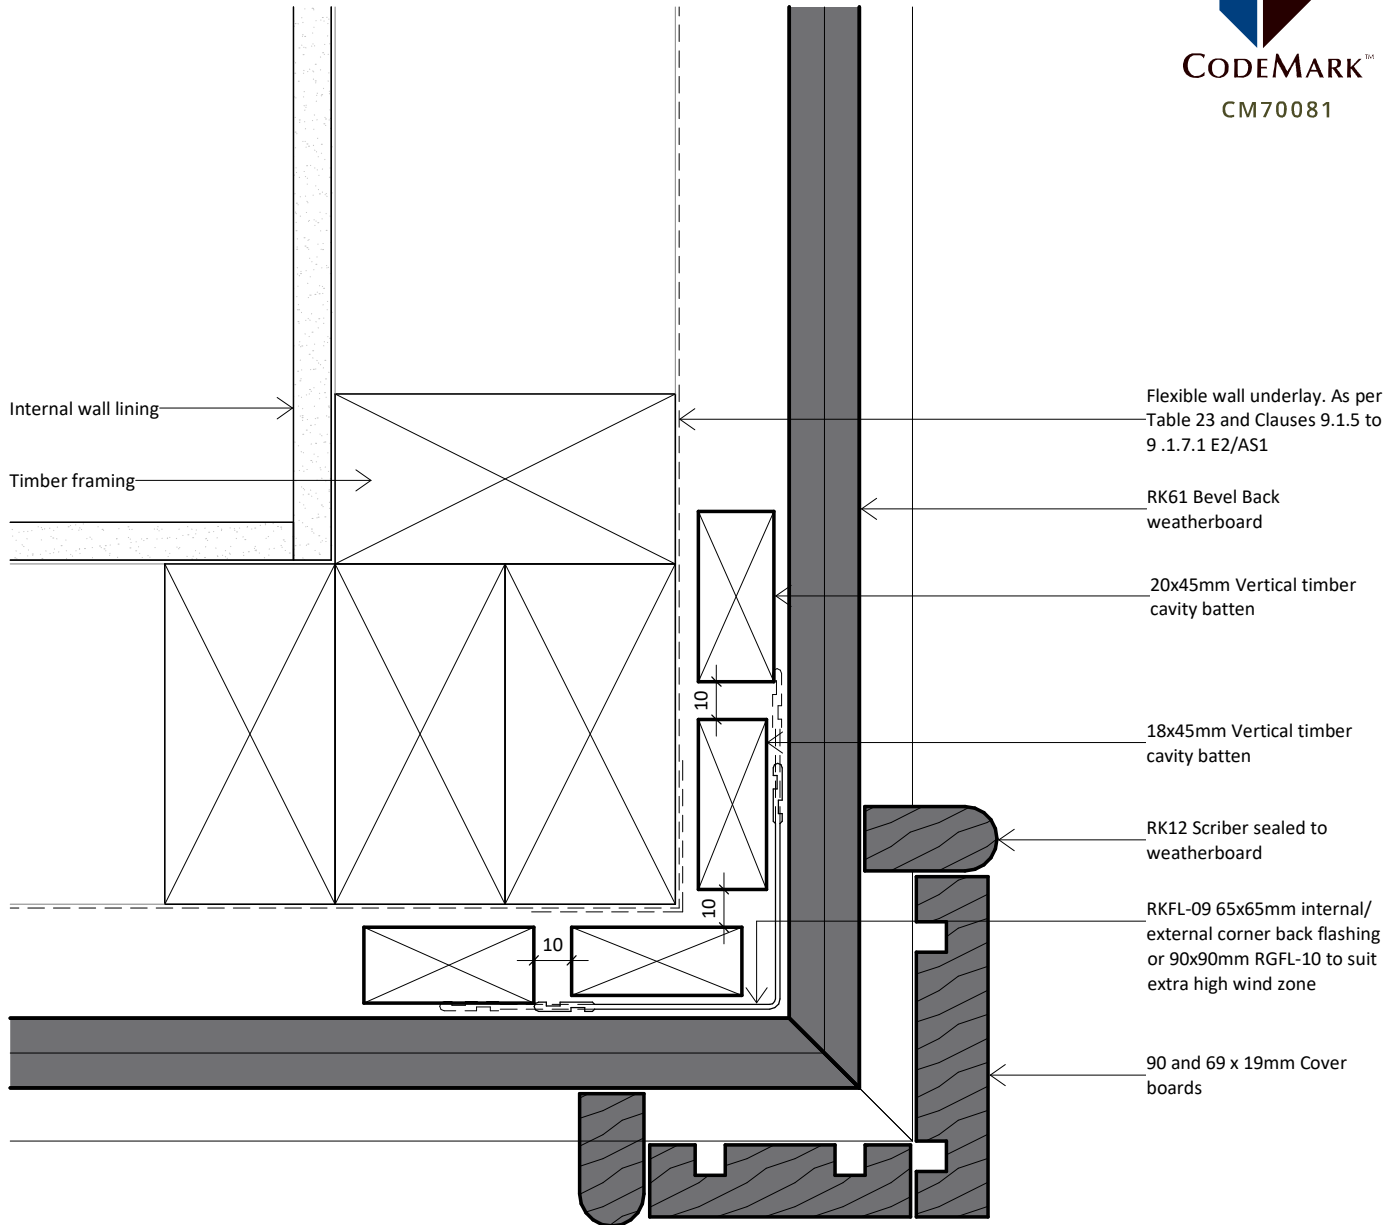 CODEMARK™
CM70081
Internal wall lining
Timber framing
Flexible wall underlay. As per
Table 23 and Clauses 9.1.5 to
9 .1.7.1 E2/AS1
RK61 Bevel Back
weatherboard
20x45mm Vertical timber
cavity batten
10
18x45mm Vertical timber
cavity batten
RK12 Scriber sealed to
weatherboard
10
RKFL-09 65x65mm internal/
external corner back flashing
or 90x90mm RGFL-10 to suit
extra high wind zone
10
90 and 69 x 19mm Cover
boards